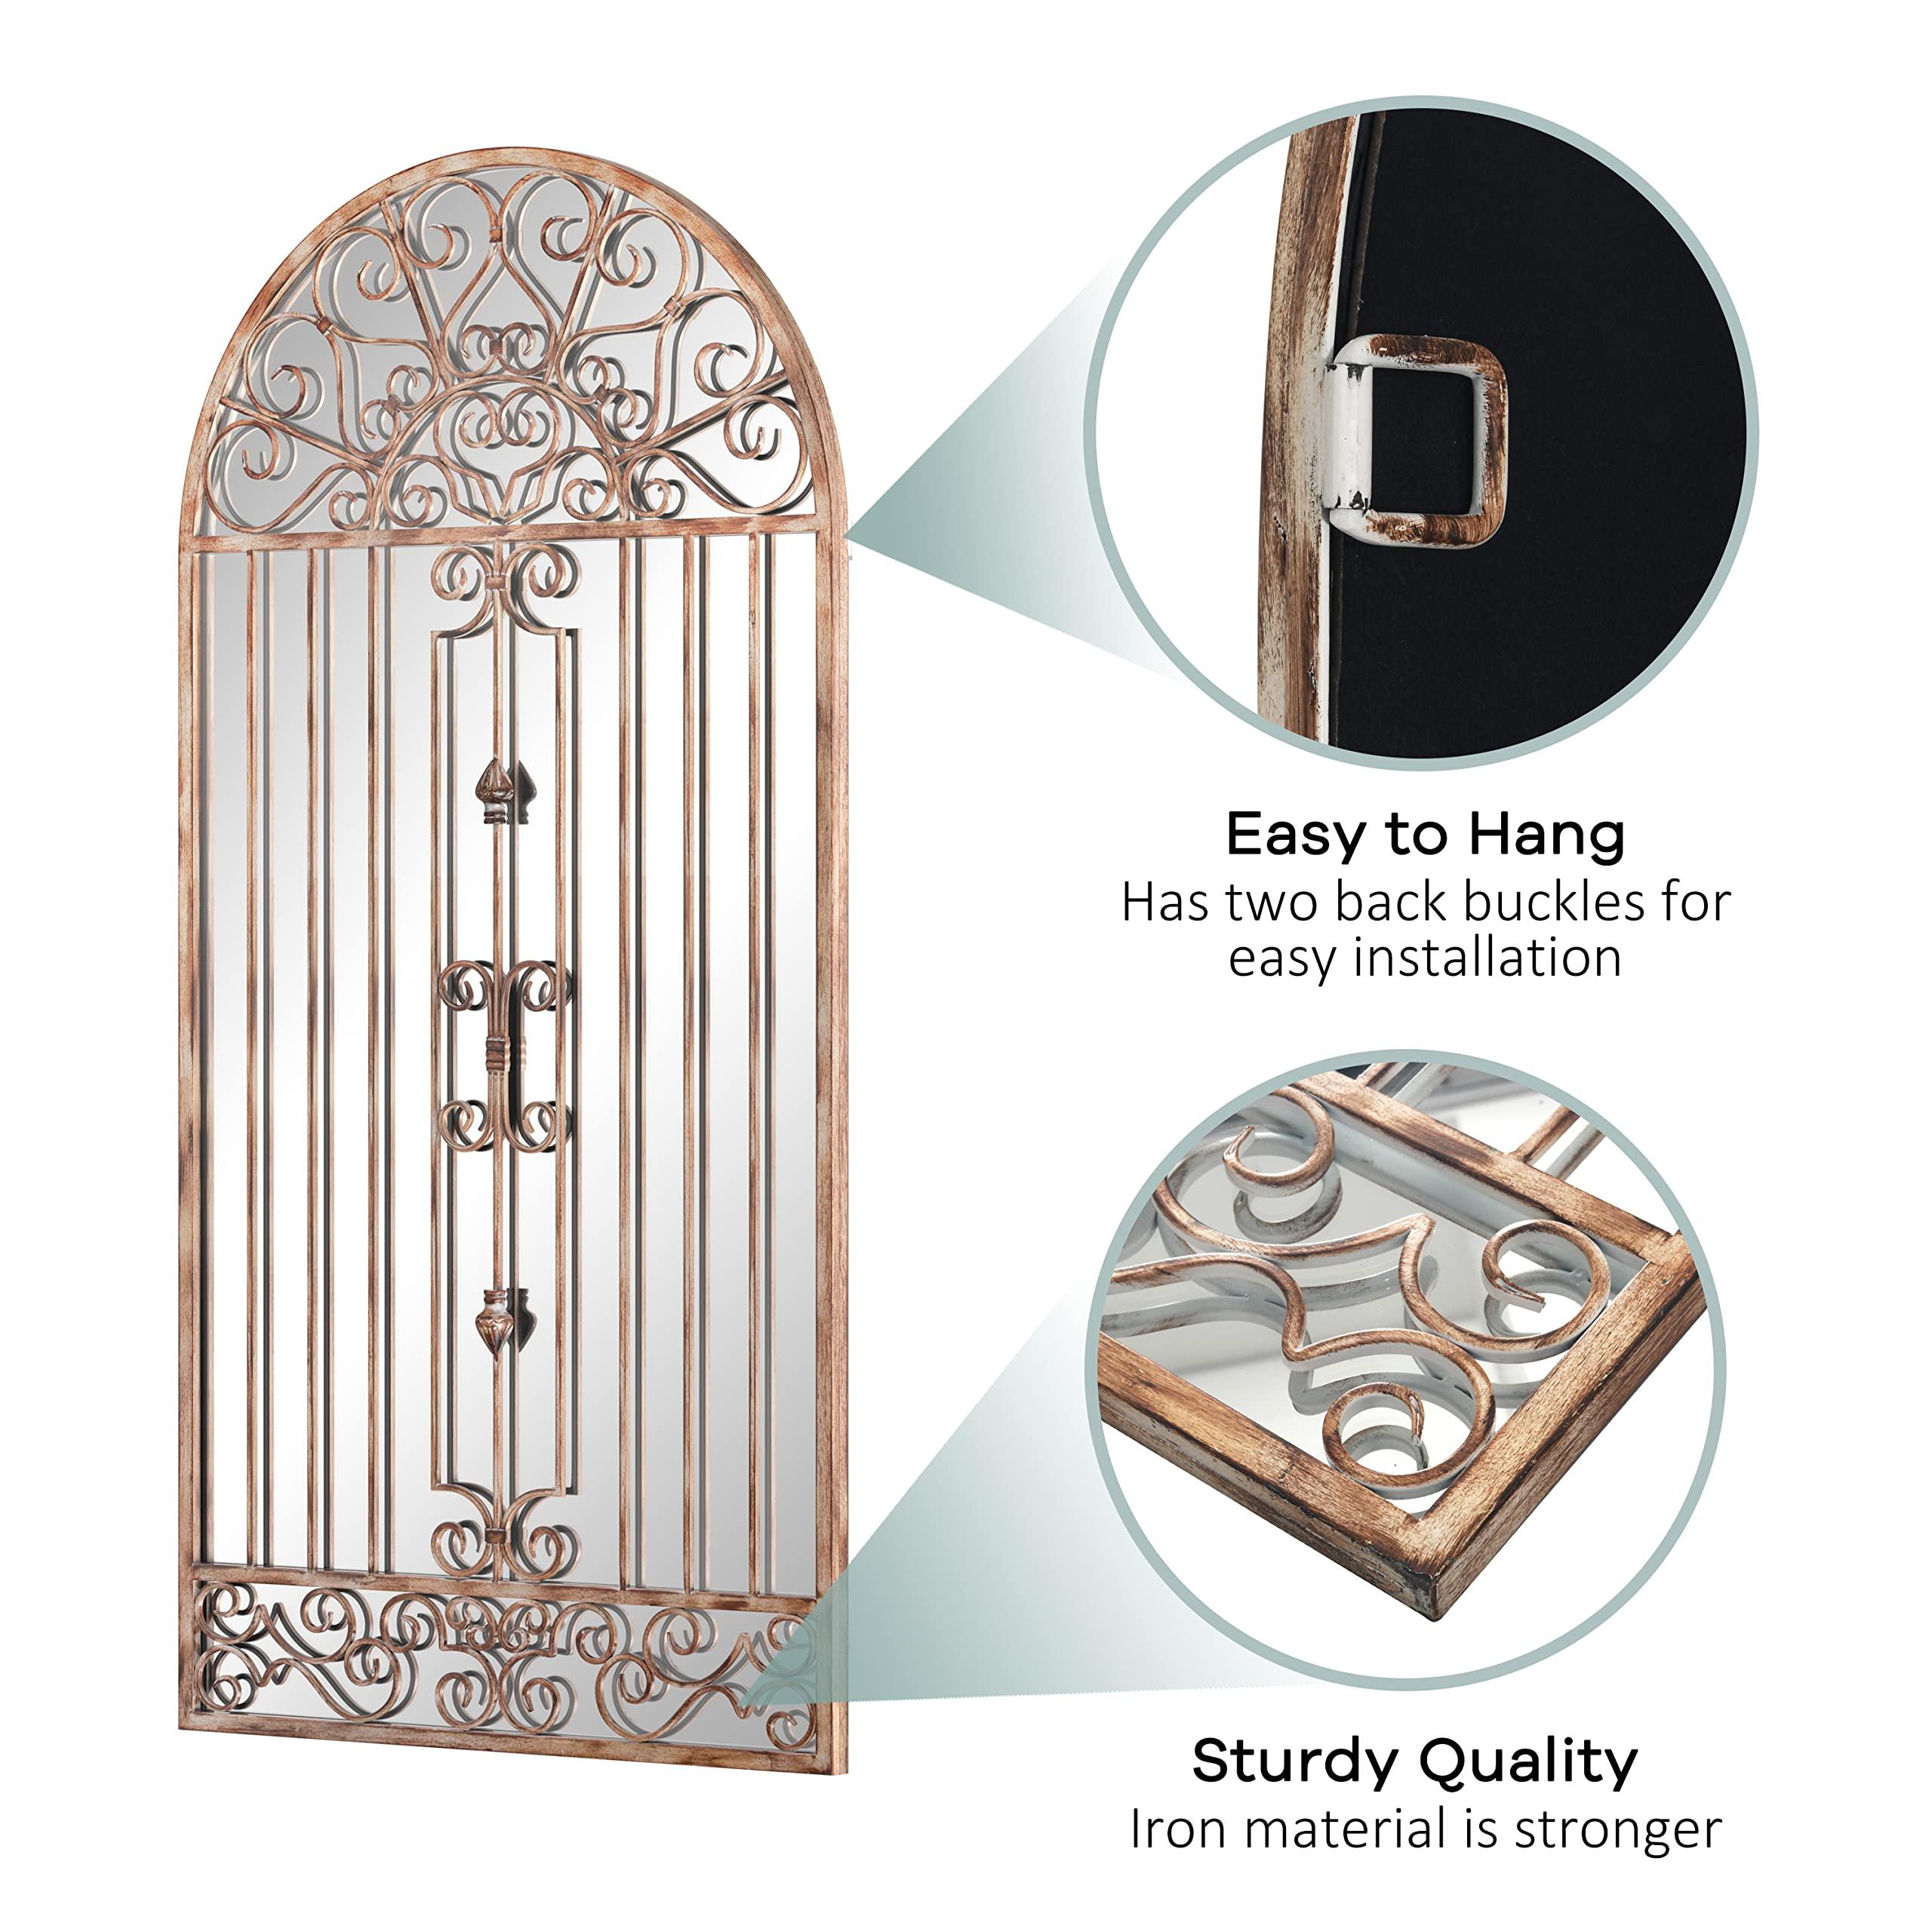 Easy to Hang
Has two back buckles for
easy installation
Sturdy Quality
Iron material is stronger